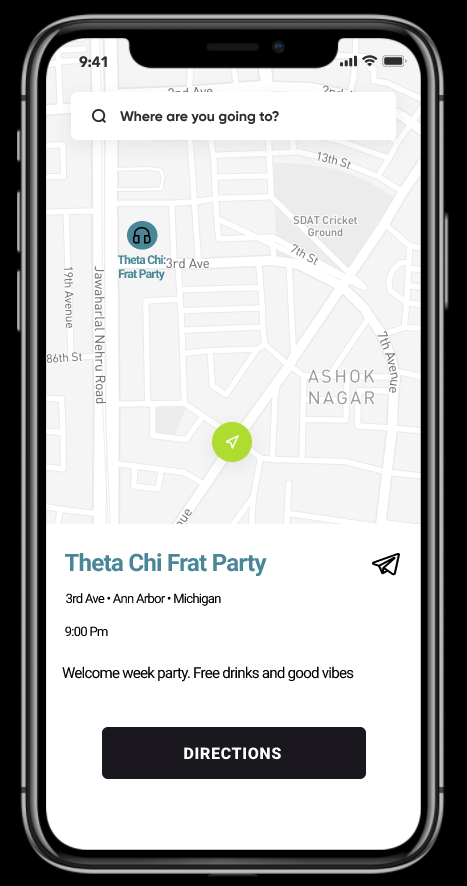 9:41
2nd Ave
2nd
Where are you going to?
13th St
SDAT Cricket
Ground
7th St
Theta Chi:
Frat Party
3rd Ave
19th Avenue
Jawaharlal Nehru Road
86th St
7th Avenue
ASHOK
NAGAR
ue
Theta Chi Frat Party
3rd Ave • Ann Arbor • Michigan
9:00 Pm
Welcome week party. Free drinks and good vibes
DIRECTIONS